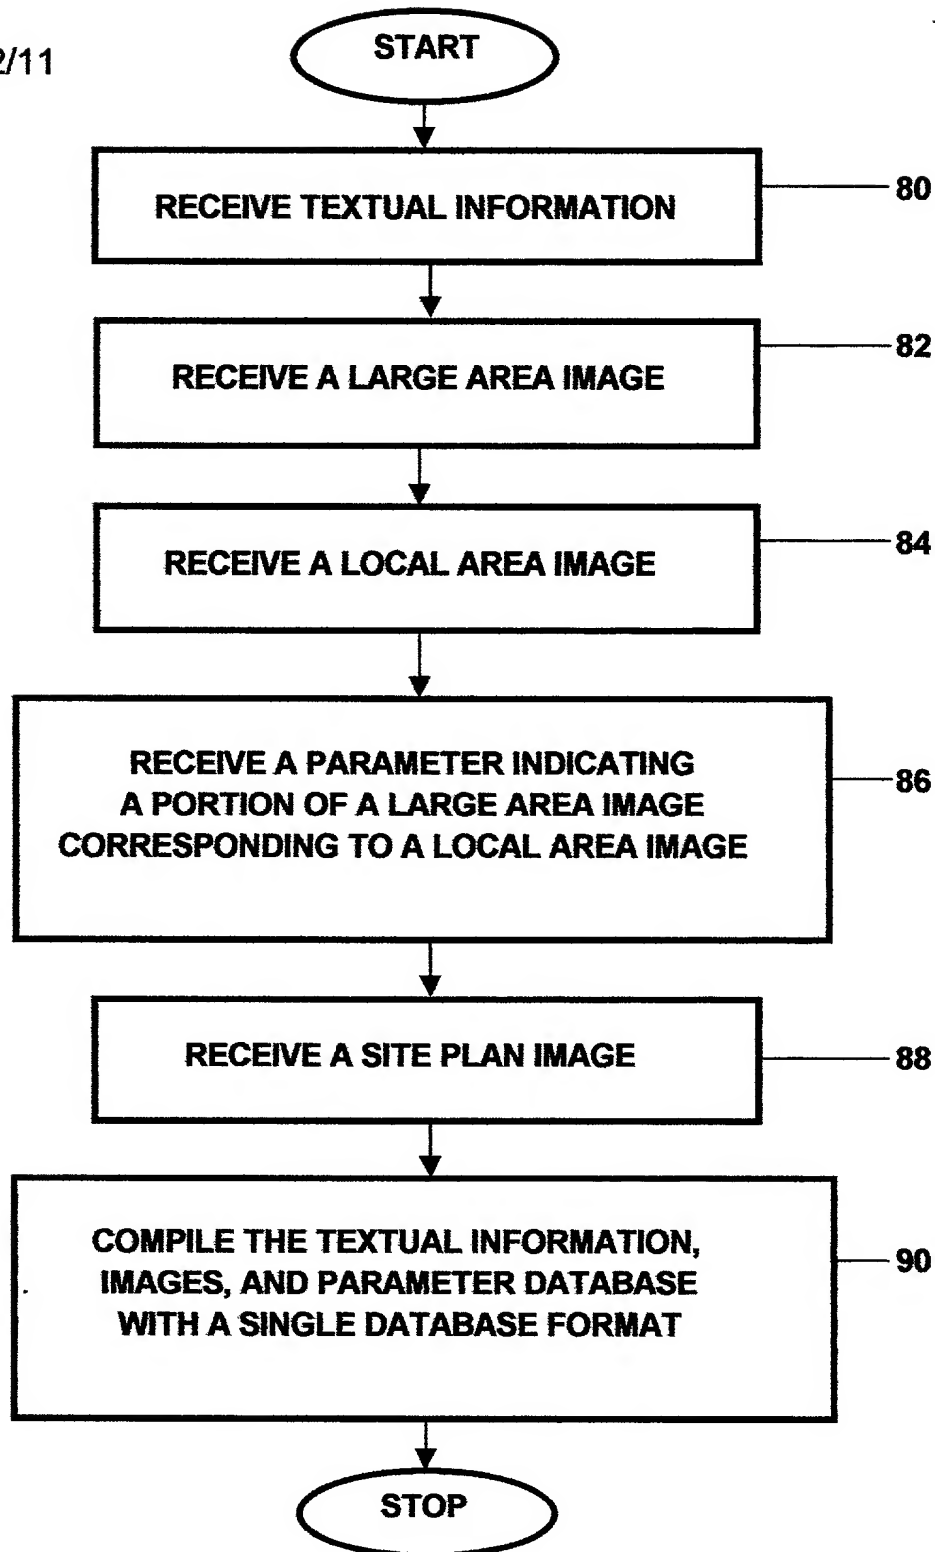 2/11
START
RECEIVE TEXTUAL INFORMATION
80
RECEIVE A LARGE AREA IMAGE
82
RECEIVE A LOCAL AREA IMAGE
84
RECEIVE A PARAMETER INDICATING
A PORTION OF A LARGE AREA IMAGE
CORRESPONDING TO A LOCAL AREA IMAGE
86
RECEIVE A SITE PLAN IMAGE
88
COMPILE THE TEXTUAL INFORMATION,
IMAGES, AND PARAMETER DATABASE
WITH A SINGLE DATABASE FORMAT
90
STOP